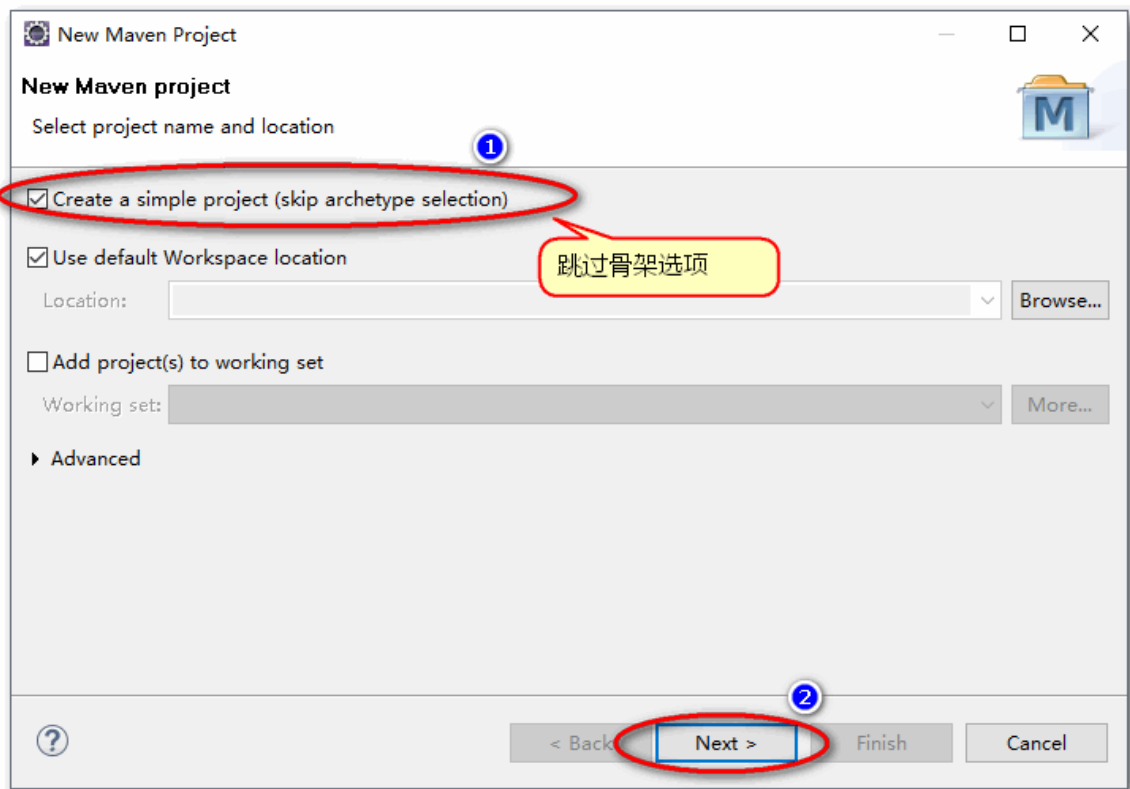 New Maven Project
New Maven project
Select project name and location
M
1
Create a simple project (skip archetype selection)
Use default Workspace location
跳过骨架选项
Location:
Browse...
Add project(s) to working set
Working set:
More...
Advanced
2
?
< Back
Next >
Finish
Cancel